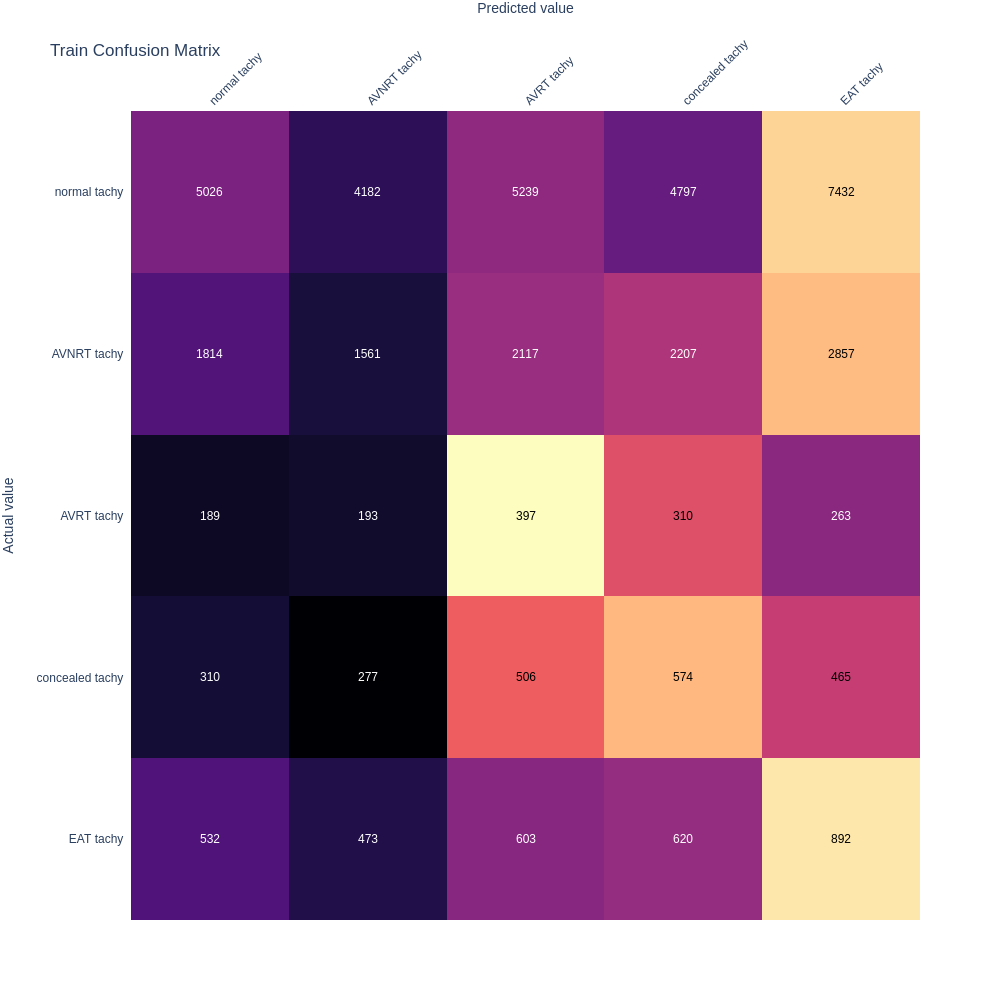 Predicted value
Train Confusion Matrix
normal tachy AVNRT tachy AVRT tachy concealed tachy EAT tachy
normal tachy 5026 4182 5239 4797 7432
AVNRT tachy 1814 1561 2117 2207 2857
Actual value
AVRT tachy 189 193 397 310 263
concealed tachy 310 277 506 574 465
EAT tachy 532 473 603 620 892